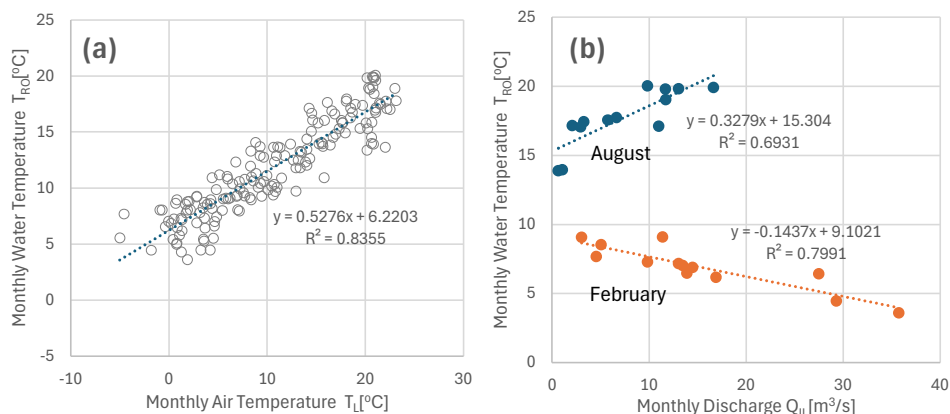 (a)
Monthly Water Temperature T_RO[°C]
25
20
15
10
5
0
-5
-10
0
10
20
30
y = 0.5276x + 6.2203
R² = 0.8355
Monthly Air Temperature T_L[°C]
(b)
Monthly Water Temperature T_RO[°C]
25
20
15
10
5
0
0
10
20
30
40
y = 0.3279x + 15.304
R² = 0.6931
August
y = -0.1437x + 9.1021
R² = 0.7991
February
Monthly Discharge Q_IL[m³/s]